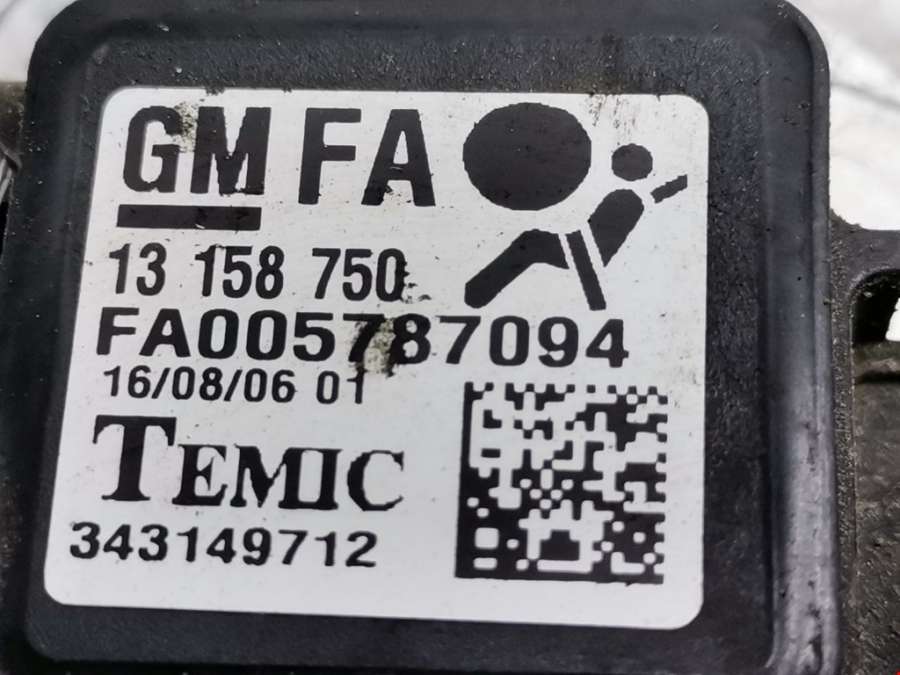 GM FA
13 158 750
FA005787094
16/08/06 01
TEMIC
343149712